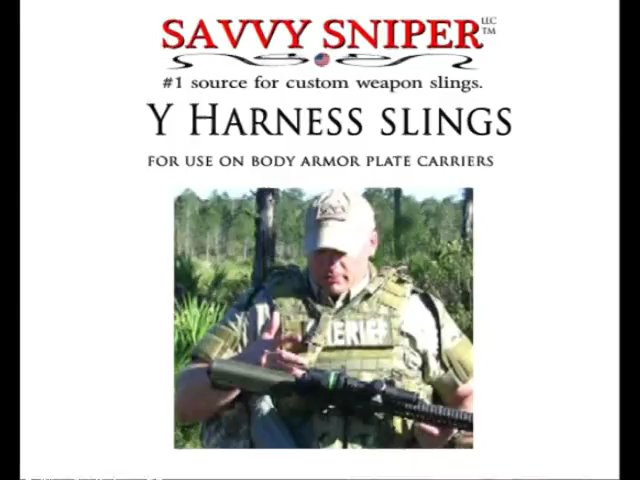 SAVVY SNIPER LLC TM
#1 source for custom weapon slings.
Y HARNESS SLINGS
FOR USE ON BODY ARMOR PLATE CARRIERS
SHERIFF